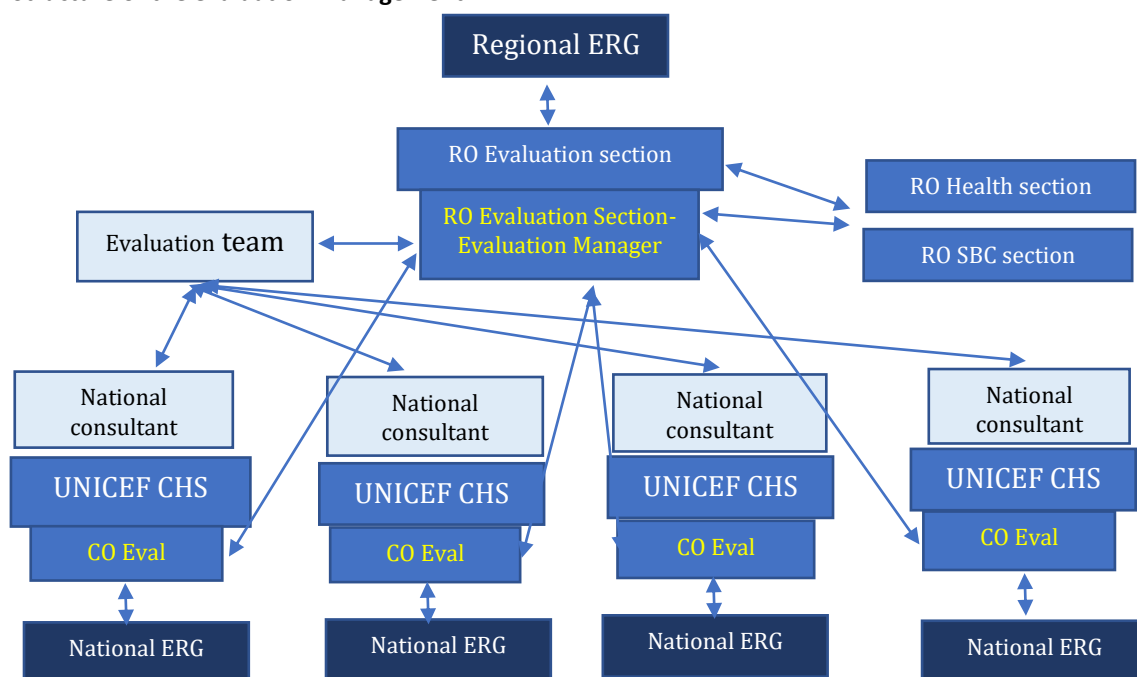 Regional ERG
RO Evaluation section
RO Health section
RO Evaluation Section-
Evaluation Manager
Evaluation team
RO SBC section
National
consultant
National
consultant
National
consultant
National
consultant
UNICEF CHS
UNICEF CHS
UNICEF CHS
UNICEF CHS
CO Eval
CO Eval
CO Eval
CO Eval
National ERG
National ERG
National ERG
National ERG